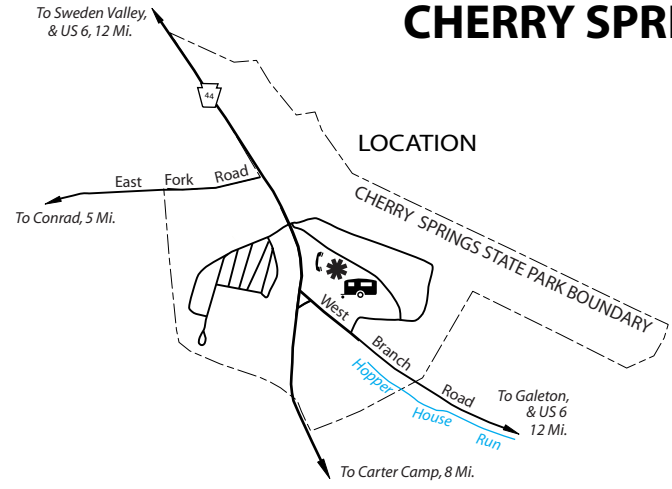 CHERRY SPRI
To Sweden Valley,
& US 6, 12 Mi.
44
LOCATION
East Fork Road
To Conrad, 5 Mi.
CHERRY SPRINGS STATE PARK BOUNDARY
West Branch Road
Hopper House Run
To Galeton,
& US 6
12 Mi.
To Carter Camp, 8 Mi.